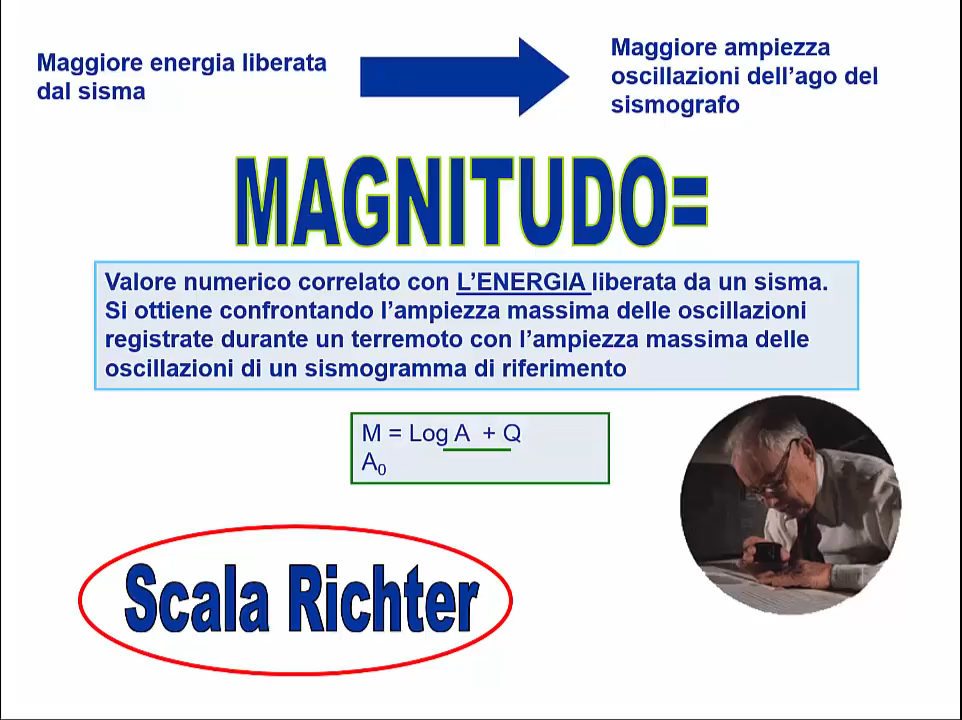 Maggiore energia liberata
dal sisma
Maggiore ampiezza
oscillazioni dell’ago del
sismografo
MAGNITUDO=
Valore numerico correlato con L’ENERGIA liberata da un sisma.
Si ottiene confrontando l’ampiezza massima delle oscillazioni
registrate durante un terremoto con l’ampiezza massima delle
oscillazioni di un sismogramma di riferimento
M = Log A + Q
A₀
Scala Richter